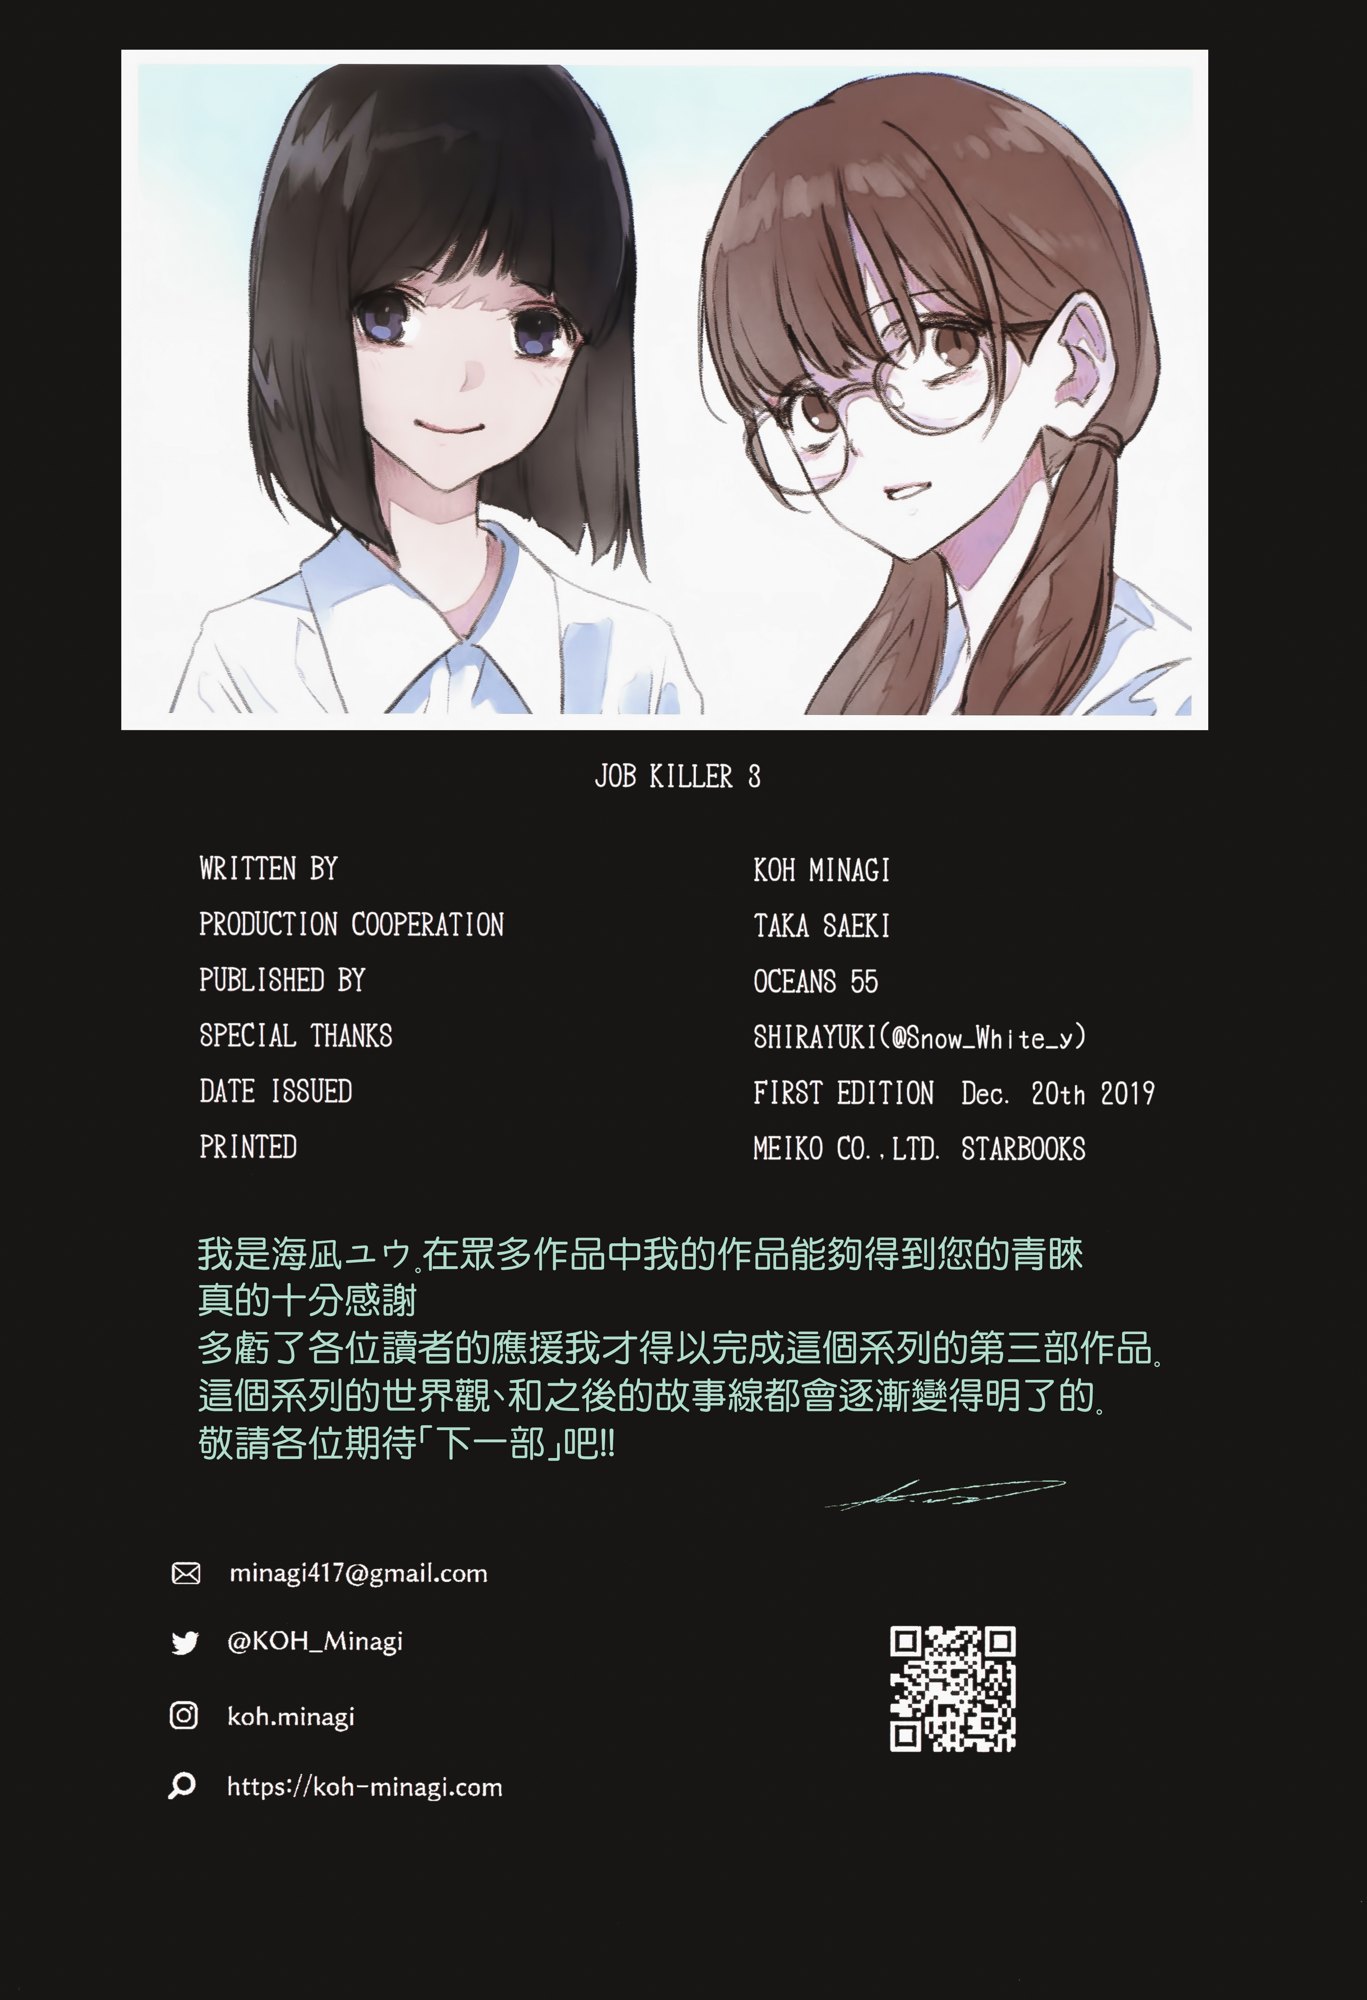 JOB KILLER 3
WRITTEN BY KOH MINAGI
PRODUCTION COOPERATION TAKA SAEKI
PUBLISHED BY OCEANS 55
SPECIAL THANKS SHIRAYUKI(@Snow_White_y)
DATE ISSUED FIRST EDITION Dec. 20th 2019
PRINTED MEIKO CO.,LTD. STARBOOKS
我是海凪ユウ。在眾多作品中我的作品能夠得到您的青睞
真的十分感謝
多虧了各位讀者的應援我才得以完成這個系列的第三部作品。
這個系列的世界觀、和之後的故事線都會逐漸變得明了的。
敬請各位期待「下一部」吧!!
minagi417@gmail.com
@KOH_Minagi
koh.minagi
https://koh-minagi.com